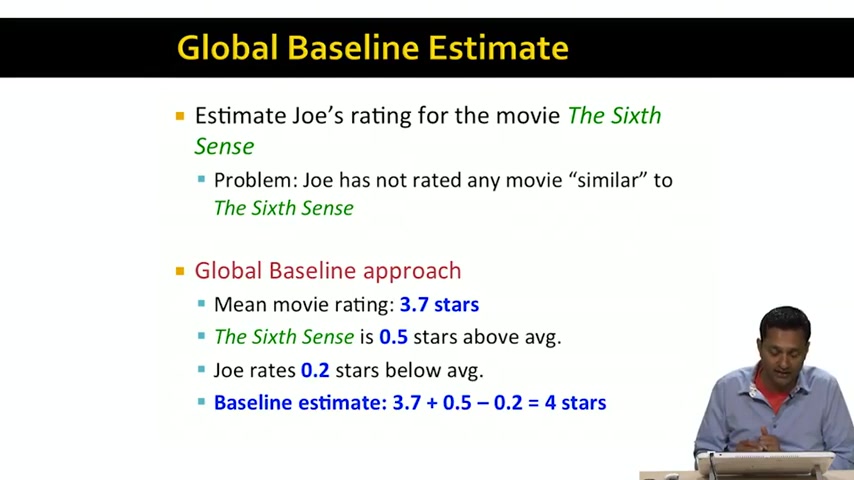 Global Baseline Estimate
Estimate Joe's rating for the movie The Sixth
Sense
Problem: Joe has not rated any movie "similar" to
The Sixth Sense
Global Baseline approach
Mean movie rating: 3.7 stars
The Sixth Sense is 0.5 stars above avg.
Joe rates 0.2 stars below avg.
Baseline estimate: 3.7 + 0.5 – 0.2 = 4 stars